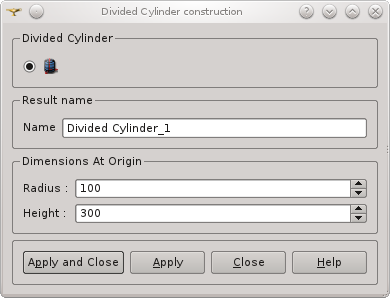 Divided Cylinder construction
Divided Cylinder
Result name
Name Divided Cylinder_1
Dimensions At Origin
Radius : 100
Height : 300
Apply and Close Apply Close Help